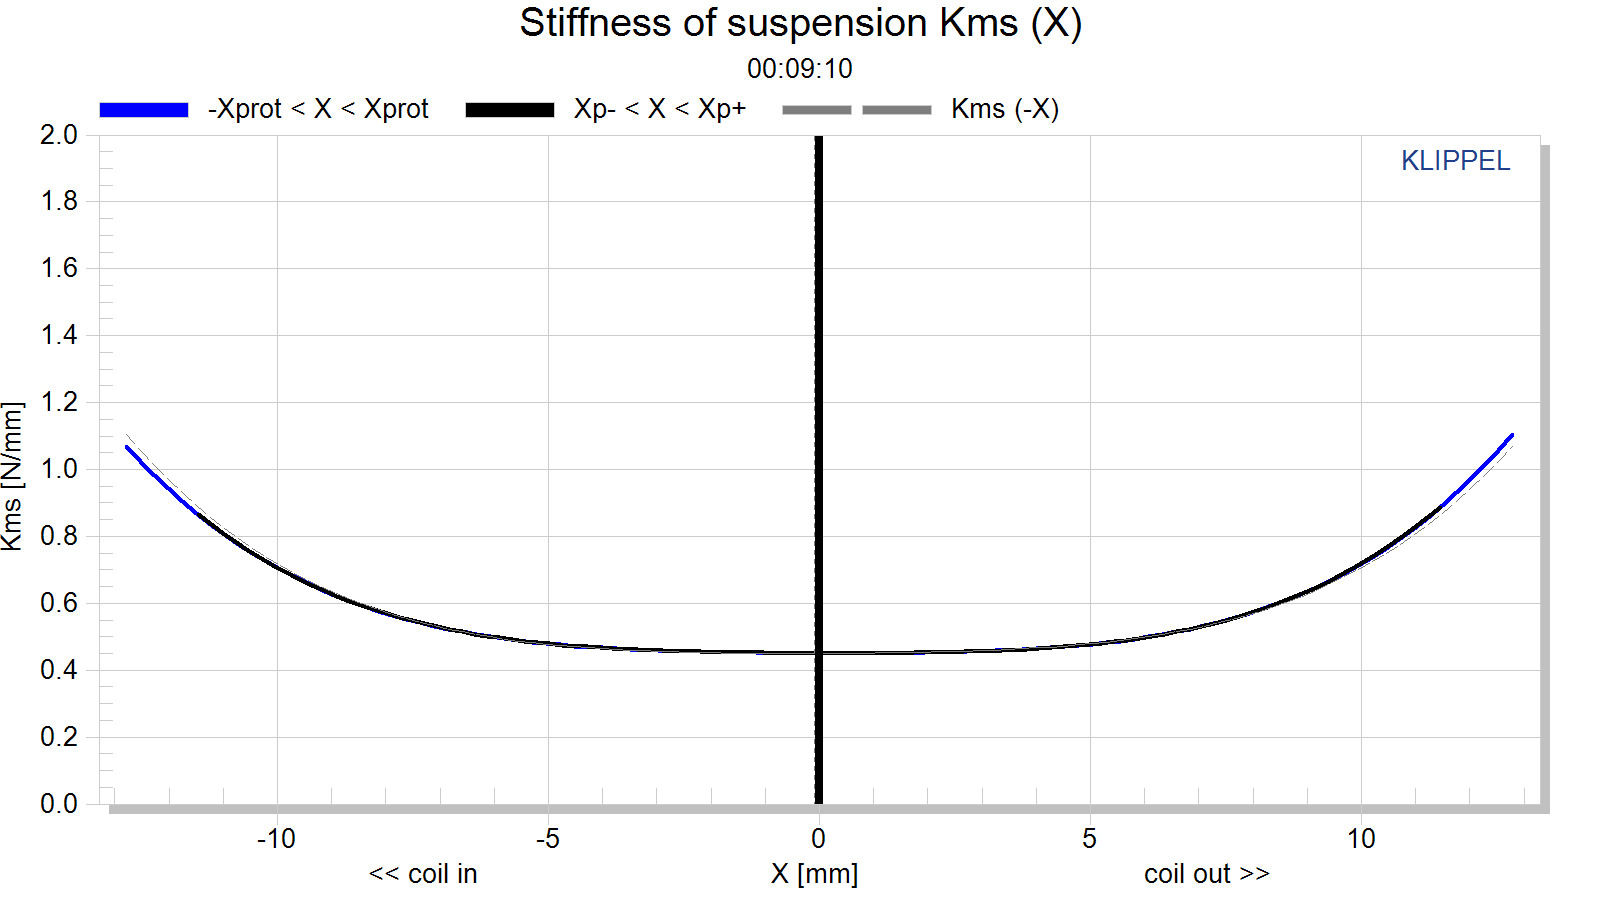 Stiffness of suspension Kms (X)
00:09:10
-Xprot < X < Xprot Xp- < X < Xp+ Kms (-X)
KLIPPEL
2.0
1.8
1.6
1.4
1.2
1.0
0.8
0.6
0.4
0.2
0.0
Kms [N/mm]
-10 -5 0 5 10
<< coil in X [mm] coil out >>